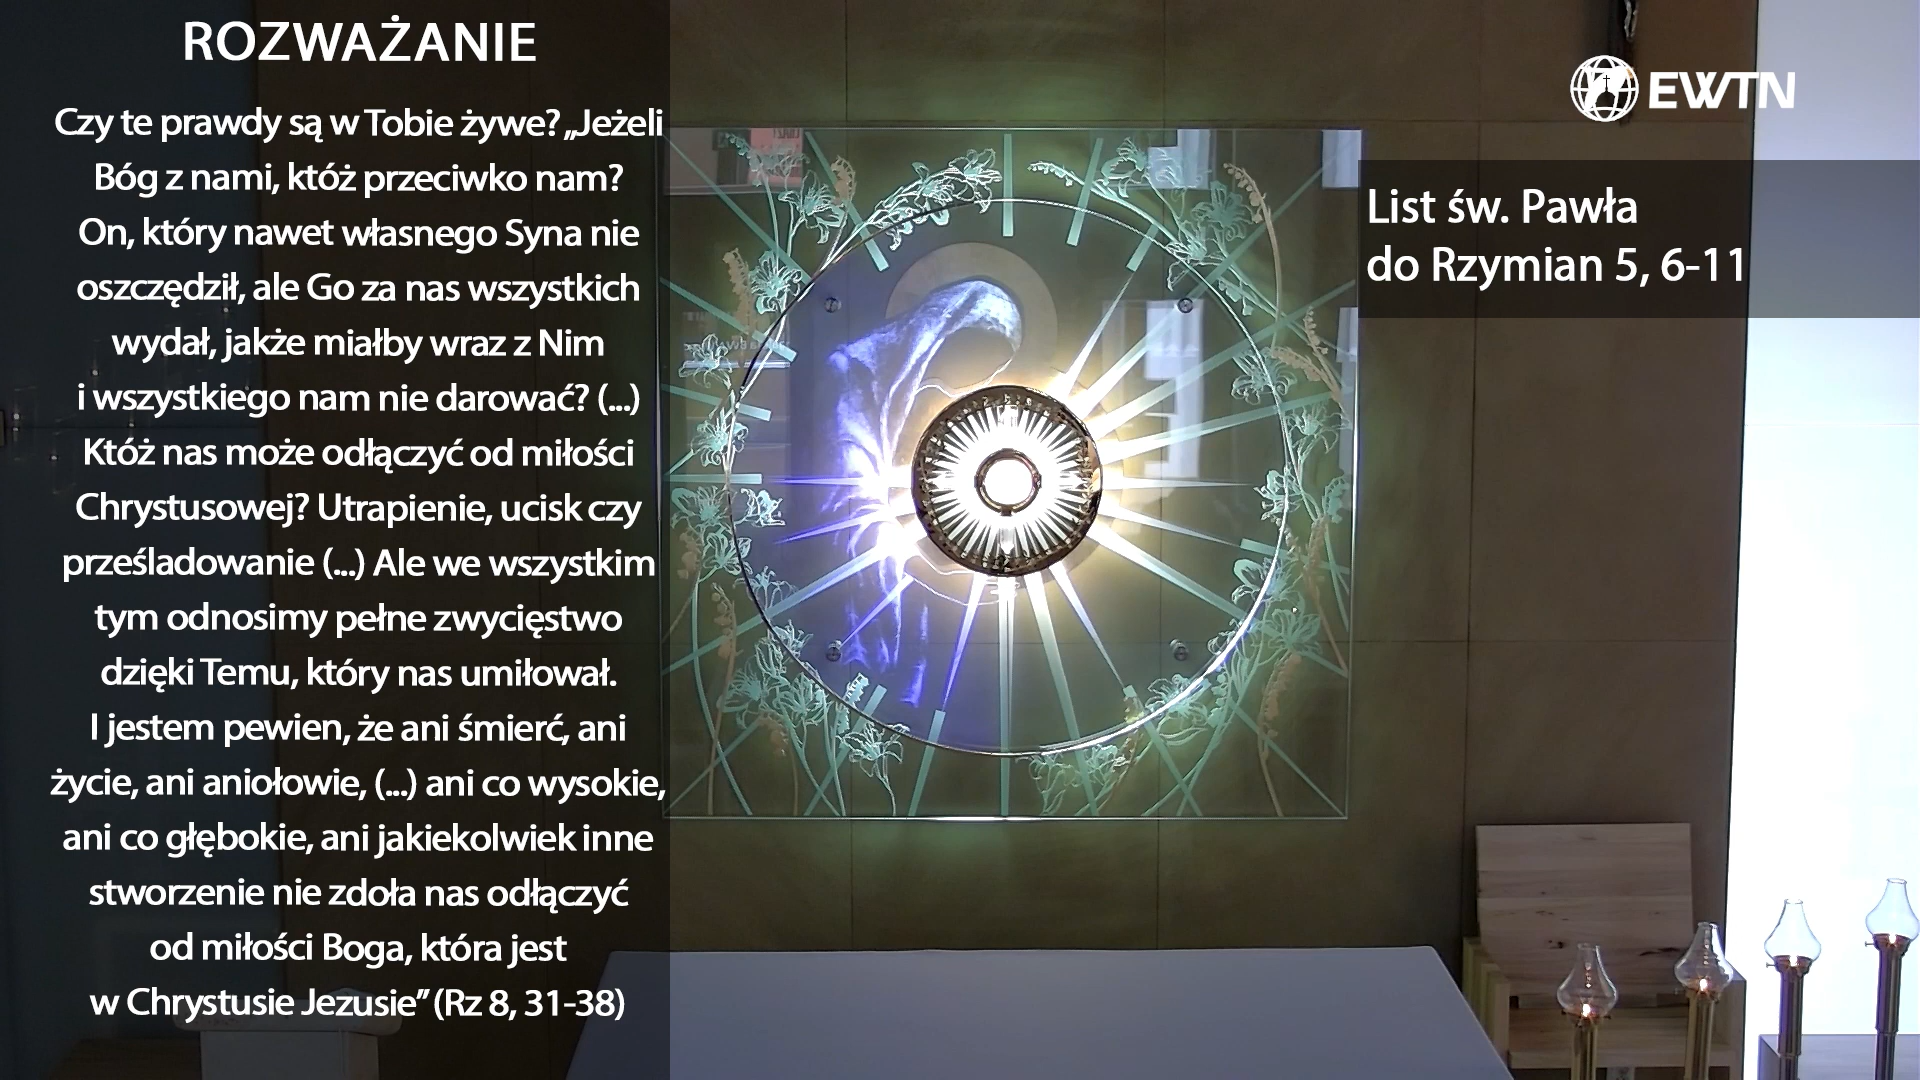 ROZWAŻANIE
Czy te prawdy są w Tobie żywe? „Jeżeli
Bóg z nami, któż przeciwko nam?
On, który nawet własnego Syna nie
oszczędził, ale Go za nas wszystkich
wydał, jakże miałby wraz z Nim
i wszystkiego nam nie darować? (...)
Któż nas może odłączyć od miłości
Chrystusowej? Utrapienie, ucisk czy
prześladowanie (...) Ale we wszystkim
tym odnosimy pełne zwycięstwo
dzięki Temu, który nas umiłował.
I jestem pewien, że ani śmierć, ani
życie, ani aniołowie, (...) ani co wysokie,
ani co głębokie, ani jakiekolwiek inne
stworzenie nie zdoła nas odłączyć
od miłości Boga, która jest
w Chrystusie Jezusie” (Rz 8, 31-38)
EWTN
List św. Pawła
do Rzymian 5, 6-11